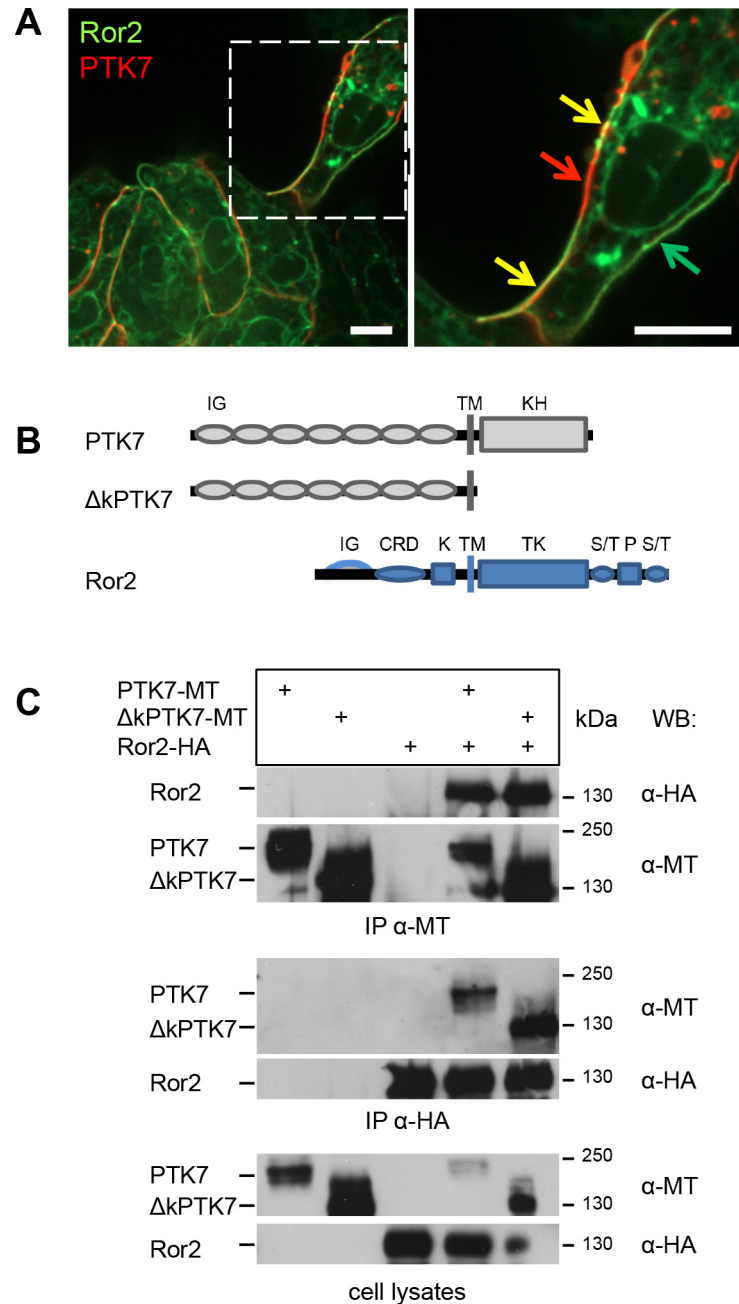 A
Ror2
PTK7
B
IG TM KH
PTK7
ΔkPTK7
IG CRD K TM TK S/T P S/T
Ror2
C
PTK7-MT + +
ΔkPTK7-MT + + kDa WB:
Ror2-HA + + +
Ror2 130 α-HA
250
PTK7 α-MT
ΔkPTK7 130
IP α-MT
250
PTK7 α-MT
ΔkPTK7 130
Ror2 130 α-HA
IP α-HA
250
PTK7 α-MT
ΔkPTK7 130
Ror2 130 α-HA
cell lysates